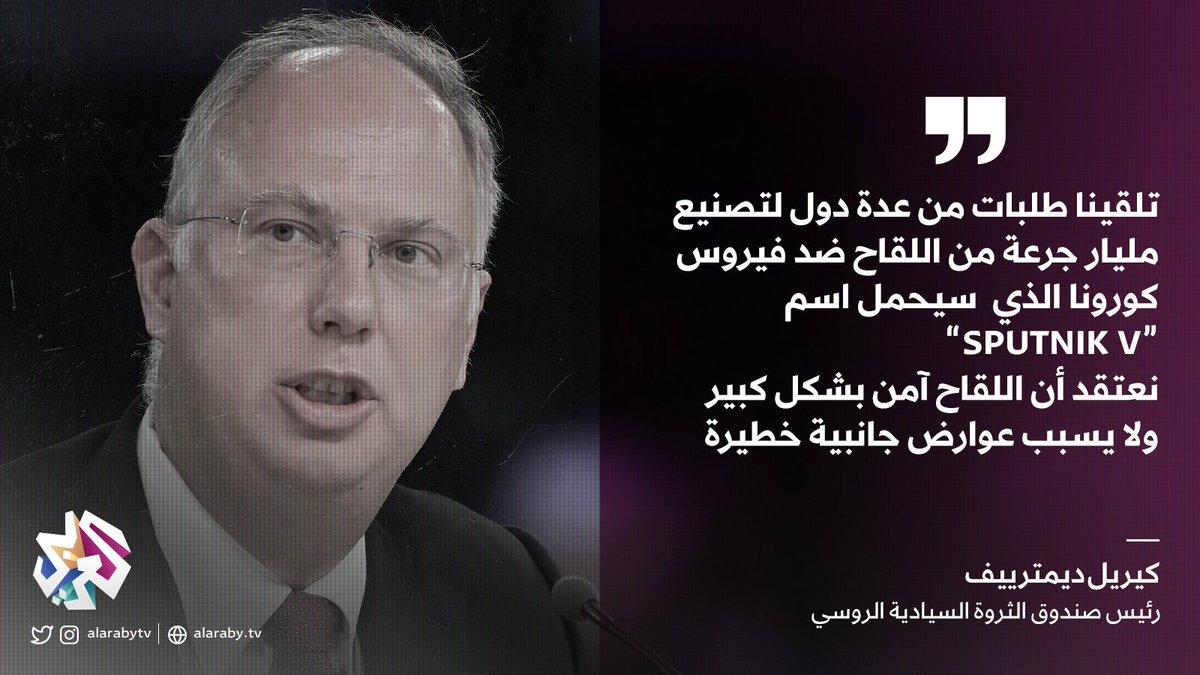 تلقينا طلبات من عدة دول لتصنيع
مليار جرعة من اللقاح ضد فيروس
كورونا الذي سيحمل اسم
“SPUTNIK V”
نعتقد أن اللقاح آمن بشكل كبير
ولا يسبب عوارض جانبية خطيرة
كيريل ديمترييف
رئيس صندوق الثروة السيادية الروسي
العربي
alarabytv | alaraby.tv